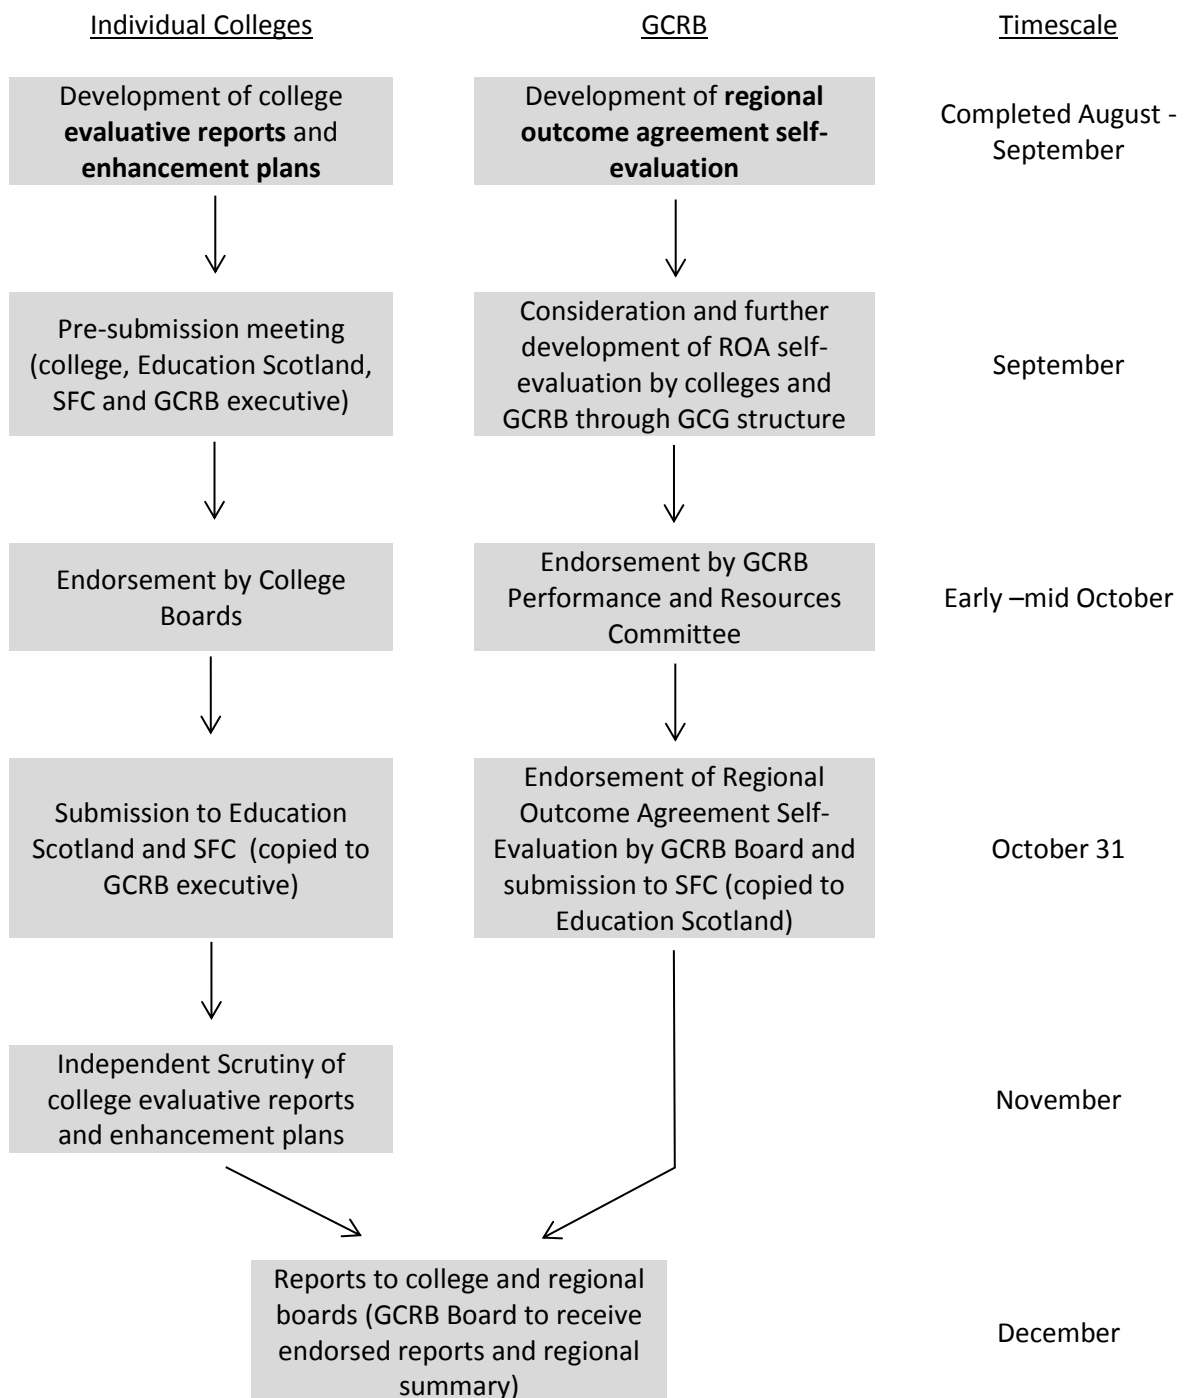 Individual Colleges
GCRB
Timescale
Development of college
evaluative reports and
enhancement plans
Development of regional
outcome agreement self-
evaluation
Completed August -
September
Pre-submission meeting
(college, Education Scotland,
SFC and GCRB executive)
Consideration and further
development of ROA self-
evaluation by colleges and
GCRB through GCG structure
September
Endorsement by College
Boards
Endorsement by GCRB
Performance and Resources
Committee
Early –mid October
Submission to Education
Scotland and SFC  (copied to
GCRB executive)
Endorsement of Regional
Outcome Agreement Self-
Evaluation by GCRB Board and
submission to SFC (copied to
Education Scotland)
October 31
Independent Scrutiny of
college evaluative reports
and enhancement plans
November
Reports to college and regional
boards (GCRB Board to receive
endorsed reports and regional
summary)
December